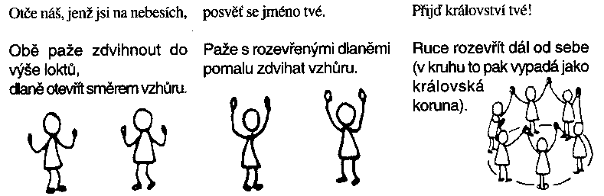 Otče náš, jenž jsi na nebesích,
Obě paže zdvihnout do
výše loktů,
dlaně otevřít směrem vzhůru.
posvěť se jméno tvé,
Paže s rozevřenými dlaněmi
pomalu zdvihat vzhůru.
Přijď království tvé!
Ruce rozevřít dál od sebe
(v kruhu to pak vypadá jako
královská
koruna).